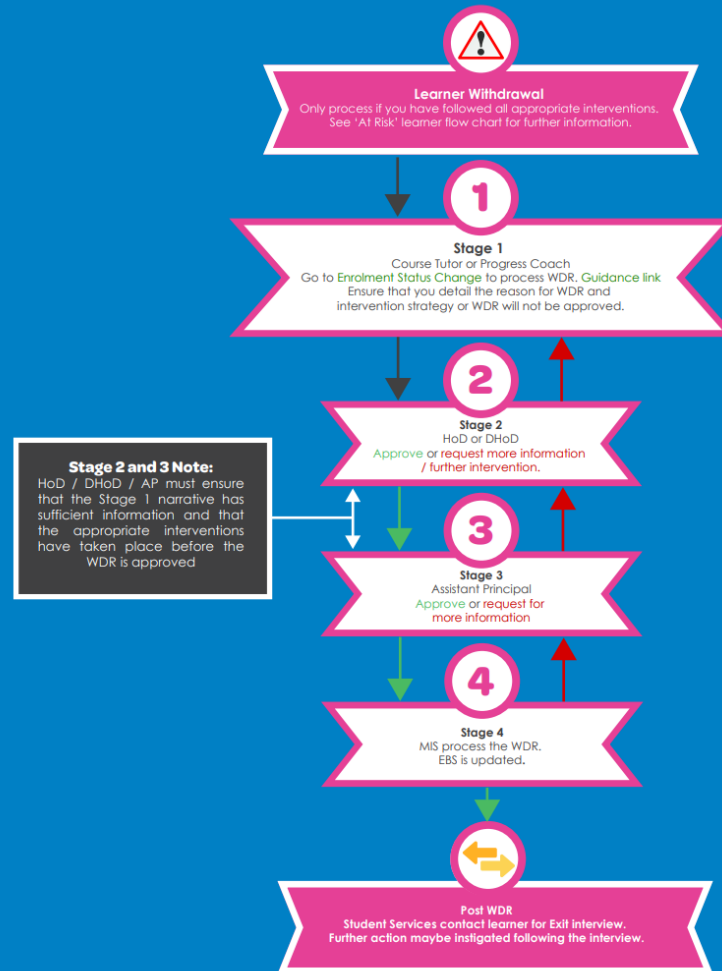 !
Learner Withdrawal
Only process if you have followed all appropriate interventions.
See ‘At Risk’ learner flow chart for further information.
1
Stage 1
Course Tutor or Progress Coach
Go to Enrolment Status Change to process WDR. Guidance link
Ensure that you detail the reason for WDR and
intervention strategy or WDR will not be approved.
2
Stage 2
HoD or DHoD
Approve or request more information
/ further intervention.
Stage 2 and 3 Note:
HoD / DHoD / AP must ensure
that the Stage 1 narrative has
sufficient information and that
the appropriate interventions
have taken place before the
WDR is approved
3
Stage 3
Assistant Principal
Approve or request for
more information
4
Stage 4
MIS process the WDR.
EBS is updated.
Post WDR
Student Services contact learner for Exit interview.
Further action maybe instigated following the interview.